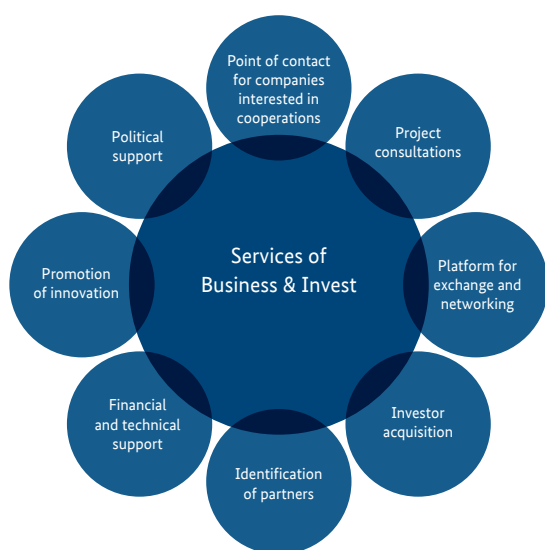 Point of contact
for companies
interested in
cooperations
Project
consultations
Platform for
exchange and
networking
Investor
acquisition
Identification
of partners
Financial
and technical
support
Promotion
of innovation
Political
support
Services of
Business & Invest